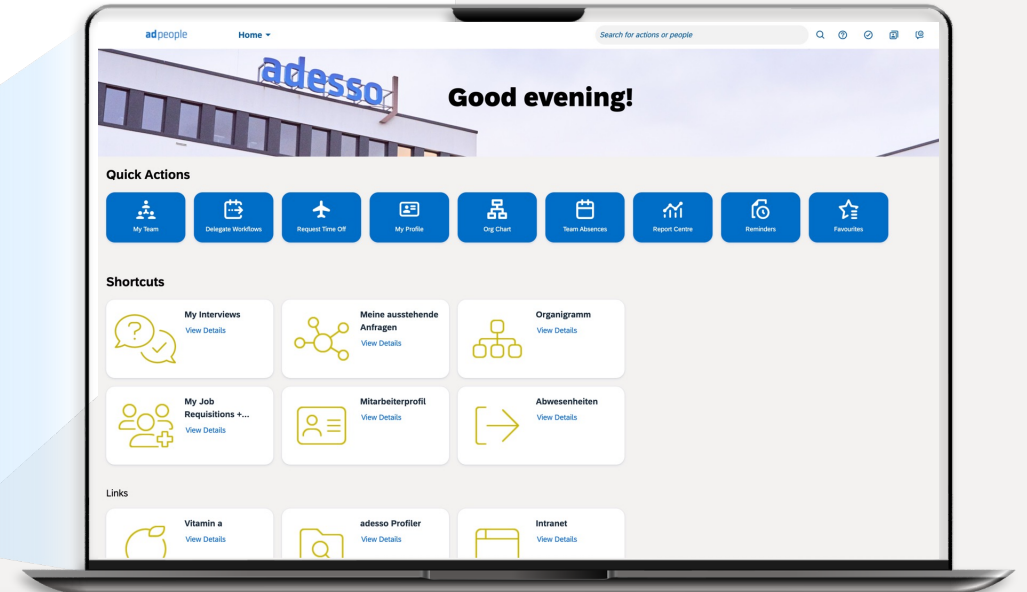 adpeople
Home
Search for actions or people
adesso
Good evening!
Quick Actions
My Team
Delegate Workflows
Request Time Off
My Profile
Org Chart
Team Absences
Report Centre
Reminders
Favourites
Shortcuts
My Interviews
View Details
Meine ausstehende
Anfragen
View Details
Organigramm
View Details
My Job
Requisitions +...
View Details
Mitarbeiterprofil
View Details
Abwesenheiten
View Details
Links
Vitamin a
View Details
adesso Profiler
View Details
Intranet
View Details